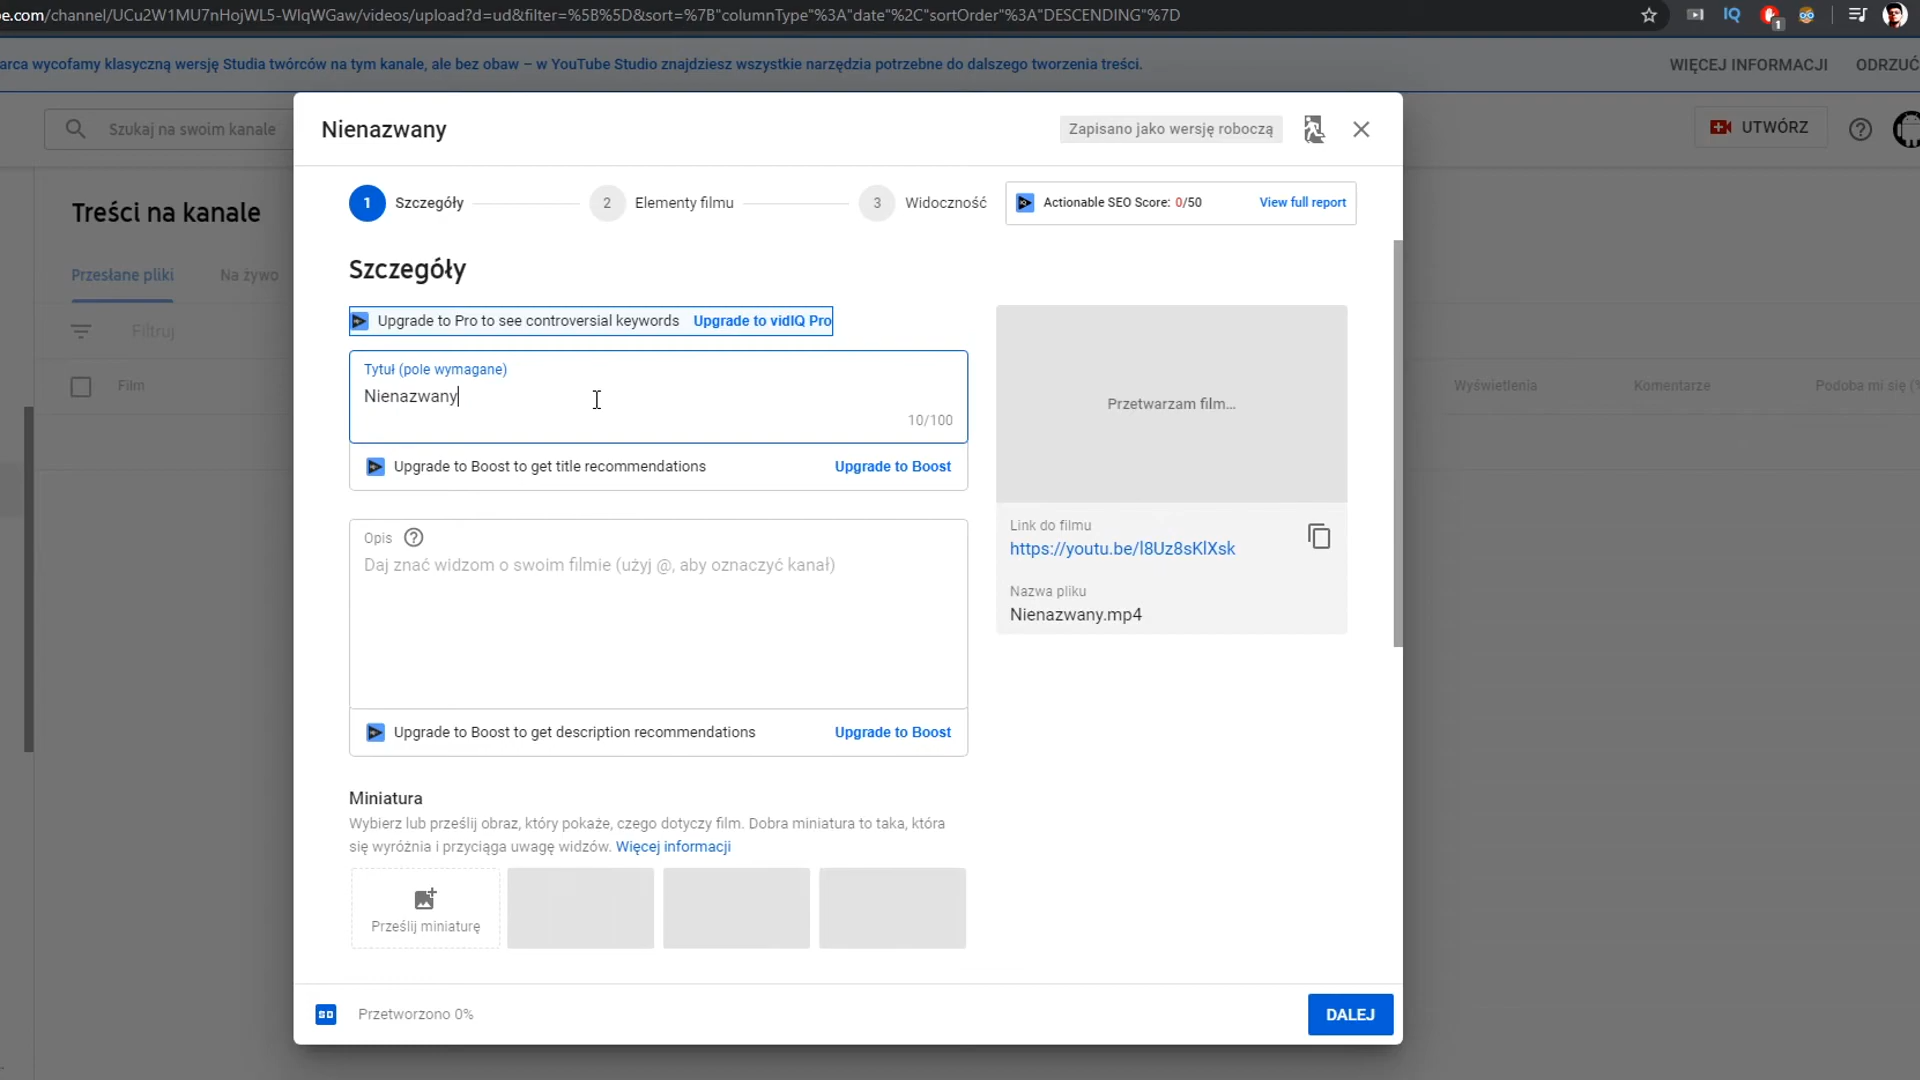 e.com/channel/UCu2W1MU7nHojWL5-WlqWGaw/videos/upload?d=ud&filter=%5B%5D&sort=%7B"columnType"%3A"date"%2C"sortOrder"%3A"DESCENDING"%7D
IQ
1
arca wycofamy klasyczną wersję Studia twórców na tym kanale, ale bez obaw – w YouTube Studio znajdziesz wszystkie narzędzia potrzebne do dalszego tworzenia treści.
WIĘCEJ INFORMACJI
ODRZUĆ
Szukaj na swoim kanale
UTWÓRZ
Nienazwany
Zapisano jako wersję roboczą
1 Szczegóły
2 Elementy filmu
3 Widoczność
Actionable SEO Score: 0/50
View full report
Treści na kanale
Przesłane pliki
Na żywo
Filtruj
Film
Wyświetlenia
Komentarze
Podoba mi się (%
Szczegóły
Upgrade to Pro to see controversial keywords Upgrade to vidIQ Pro
Tytuł (pole wymagane)
Nienazwany
10/100
Upgrade to Boost to get title recommendations
Upgrade to Boost
Przetwarzam film...
Link do filmu
https://youtu.be/l8Uz8sKlXsk
Nazwa pliku
Nienazwany.mp4
Opis
Daj znać widzom o swoim filmie (użyj @, aby oznaczyć kanał)
Upgrade to Boost to get description recommendations
Upgrade to Boost
Miniatura
Wybierz lub prześlij obraz, który pokaże, czego dotyczy film. Dobra miniatura to taka, która
się wyróżnia i przyciąga uwagę widzów. Więcej informacji
Prześlij miniaturę
SD
Przetworzono 0%
DALEJ